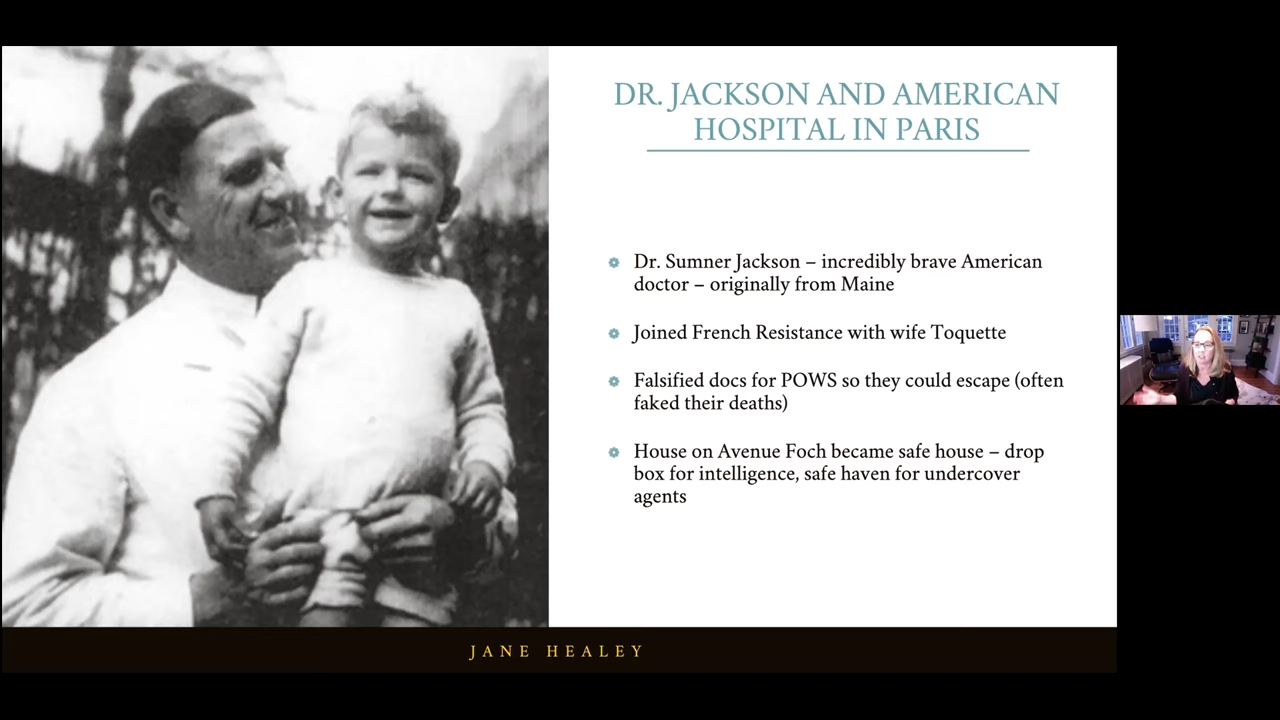 DR. JACKSON AND AMERICAN
HOSPITAL IN PARIS
Dr. Sumner Jackson – incredibly brave American
doctor – originally from Maine
Joined French Resistance with wife Toquette
Falsified docs for POWS so they could escape (often
faked their deaths)
House on Avenue Foch became safe house – drop
box for intelligence, safe haven for undercover
agents
JANE HEALEY